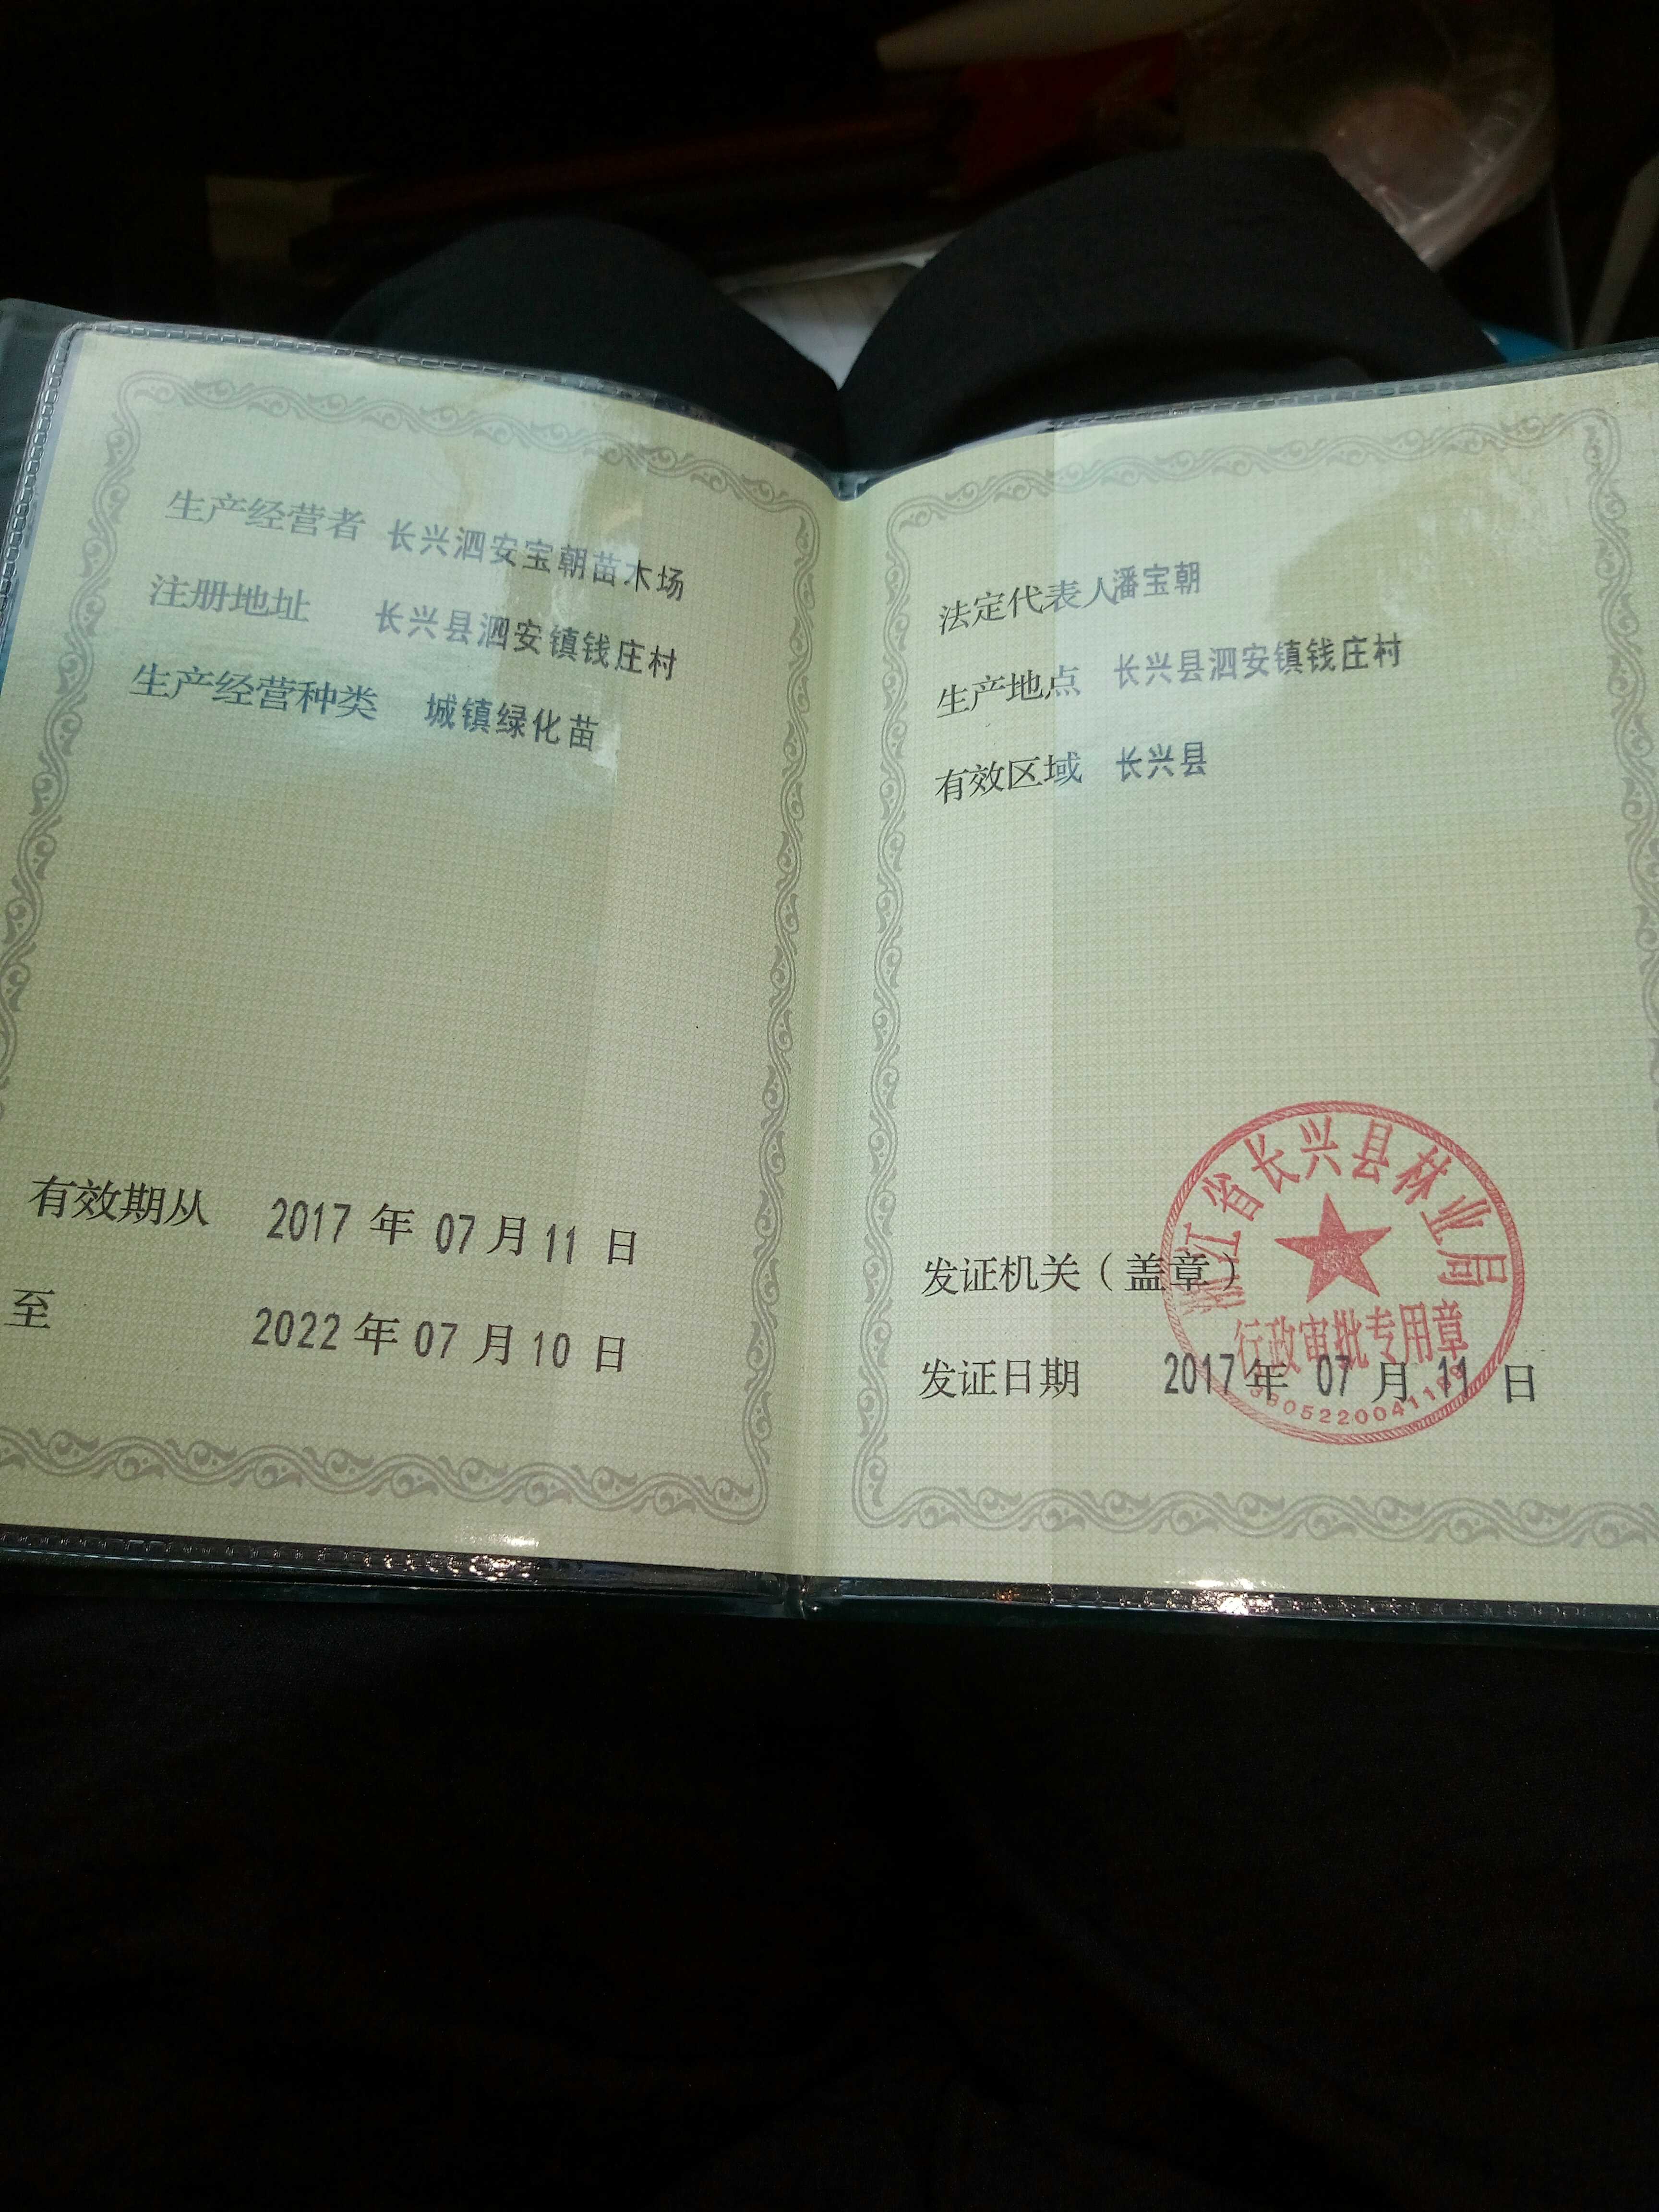 生产经营者 长兴泗安宝朝苗木场
注册地址 长兴县泗安镇钱庄村
生产经营种类 城镇绿化苗
有效期从 2017 年 07 月 11 日
至 2022 年 07 月 10 日
法定代表人 潘宝朝
生产地点 长兴县泗安镇钱庄村
有效区域 长兴县
发证机关（盖章）
浙江省长兴县林业局
行政审批专用章
发证日期 2017 年 07 月 11 日